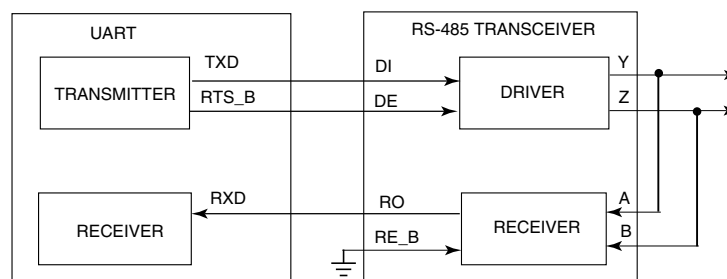 UART
RS-485 TRANSCEIVER
TXD
DI
Y
TRANSMITTER
DRIVER
RTS_B
DE
Z
RXD
RO
A
RECEIVER
RECEIVER
RE_B
B